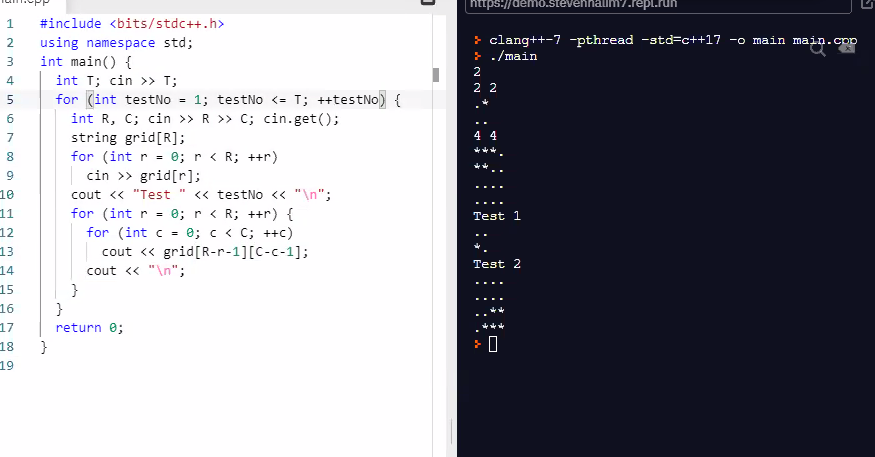 main.cpp
1 #include <bits/stdc++.h>
2 using namespace std;
3 int main() {
4 int T; cin >> T;
5 for (int testNo = 1; testNo <= T; ++testNo) {
6 int R, C; cin >> R >> C; cin.get();
7 string grid[R];
8 for (int r = 0; r < R; ++r)
9 cin >> grid[r];
10 cout << "Test " << testNo << "\n";
11 for (int r = 0; r < R; ++r) {
12 for (int c = 0; c < C; ++c)
13 cout << grid[R-r-1][C-c-1];
14 cout << "\n";
15 }
16 }
17 return 0;
18 }
19
https://demo.stevenhalim7.repl.run
> clang++-7 -pthread -std=c++17 -o main main.cpp
> ./main
2
2 2
.*
..
4 4
***.
**..
....
....
Test 1
..
*.
Test 2
....
....
..**
.***
>